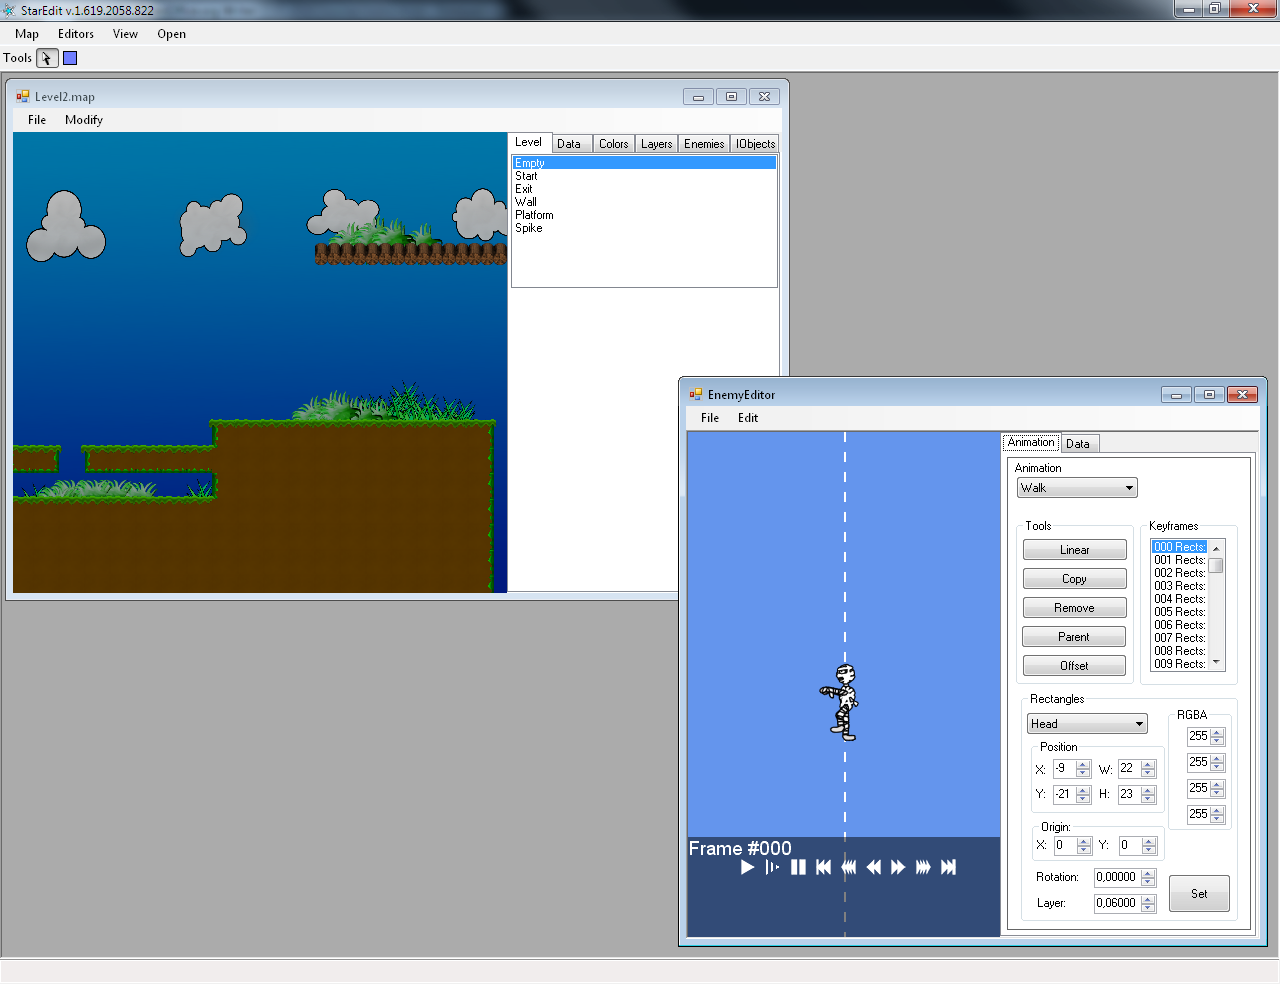 StarEdit v.1.619.2058.822
Map Editors View Open
Tools
Level2.map
File Modify
Level Data Colors Layers Enemies IObjects
Empty
Start
Exit
Wall
Platform
Spike
EnemyEditor
File Edit
Frame #000
Animation Data
Animation
Walk
Tools
Linear
Copy
Remove
Parent
Offset
Keyframes
000 Rects:
001 Rects:
002 Rects:
003 Rects:
004 Rects:
005 Rects:
006 Rects:
007 Rects:
008 Rects:
009 Rects:
Rectangles
Head
Position
X: -9 W: 22
Y: -21 H: 23
Origin:
X: 0 Y: 0
Rotation: 0,00000
Layer: 0,06000
RGBA
255
255
255
255
Set